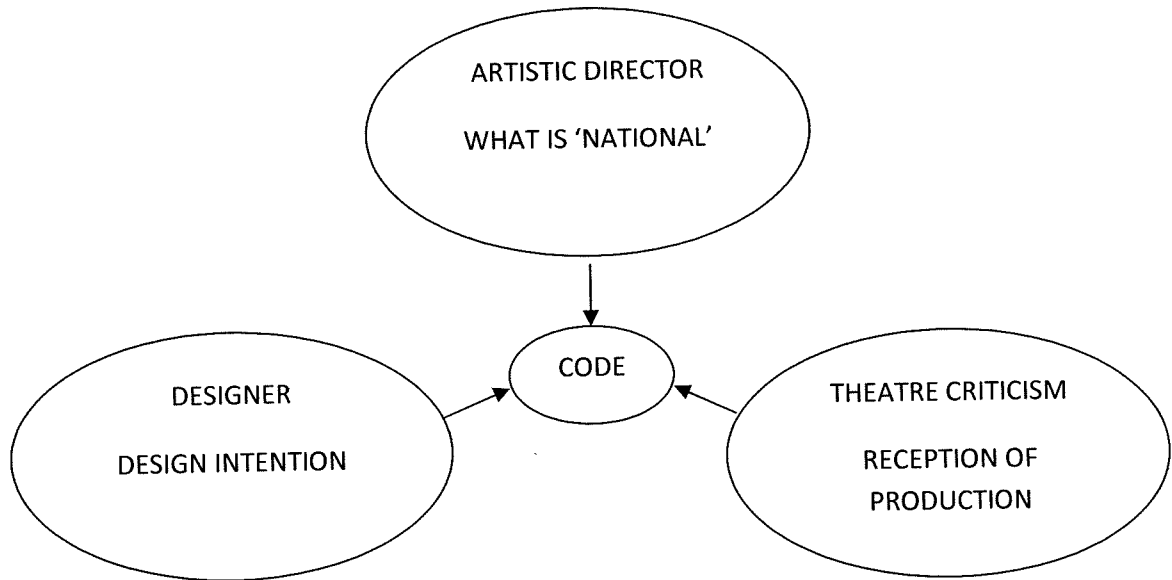 ARTISTIC DIRECTOR
WHAT IS ‘NATIONAL’
CODE
DESIGNER
DESIGN INTENTION
THEATRE CRITICISM
RECEPTION OF
PRODUCTION